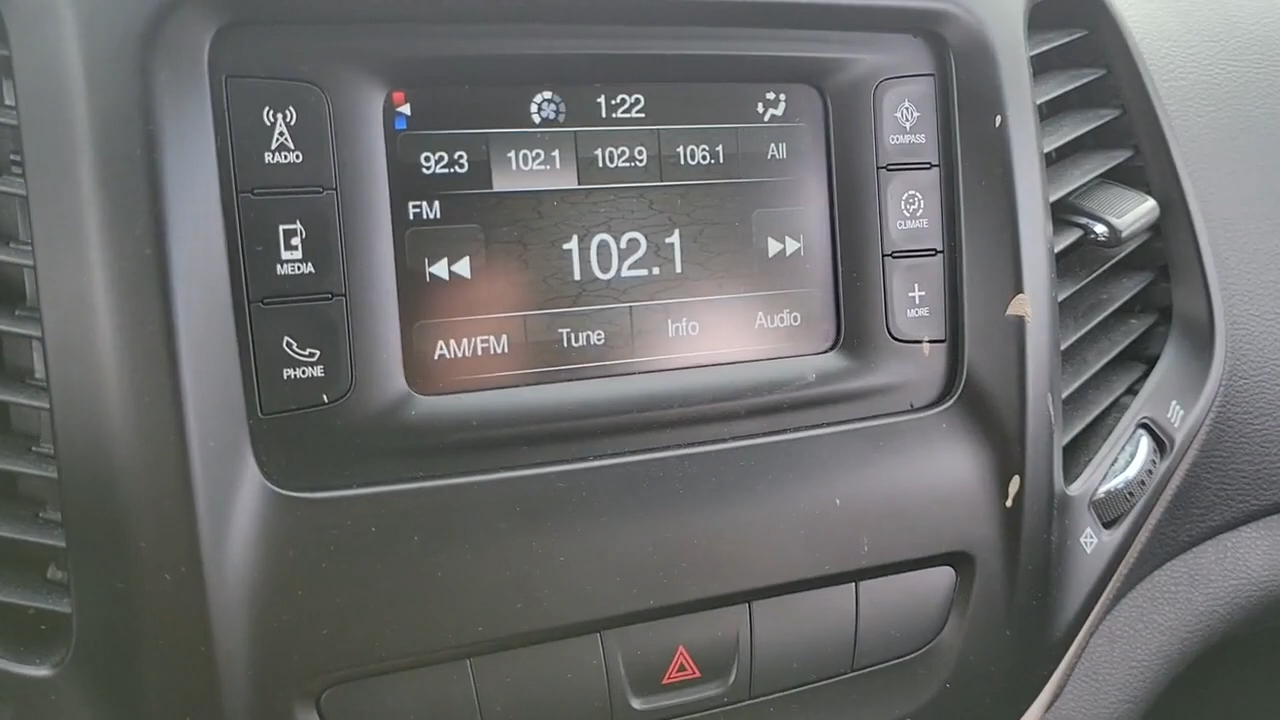 RADIO
MEDIA
PHONE
1:22
92.3 102.1 102.9 106.1 All
FM
102.1
AM/FM Tune Info Audio
N
COMPASS
CLIMATE
MORE